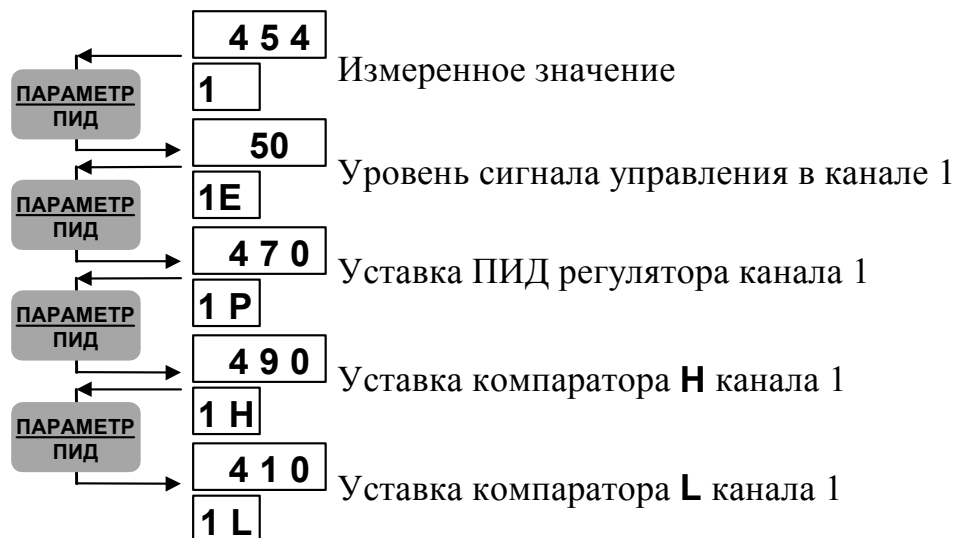 4 5 4
1
Измеренное значение
ПАРАМЕТР
ПИД
50
1E
Уровень сигнала управления в канале 1
ПАРАМЕТР
ПИД
4 7 0
1 P
Уставка ПИД регулятора канала 1
ПАРАМЕТР
ПИД
4 9 0
1 H
Уставка компаратора H канала 1
ПАРАМЕТР
ПИД
4 1 0
1 L
Уставка компаратора L канала 1